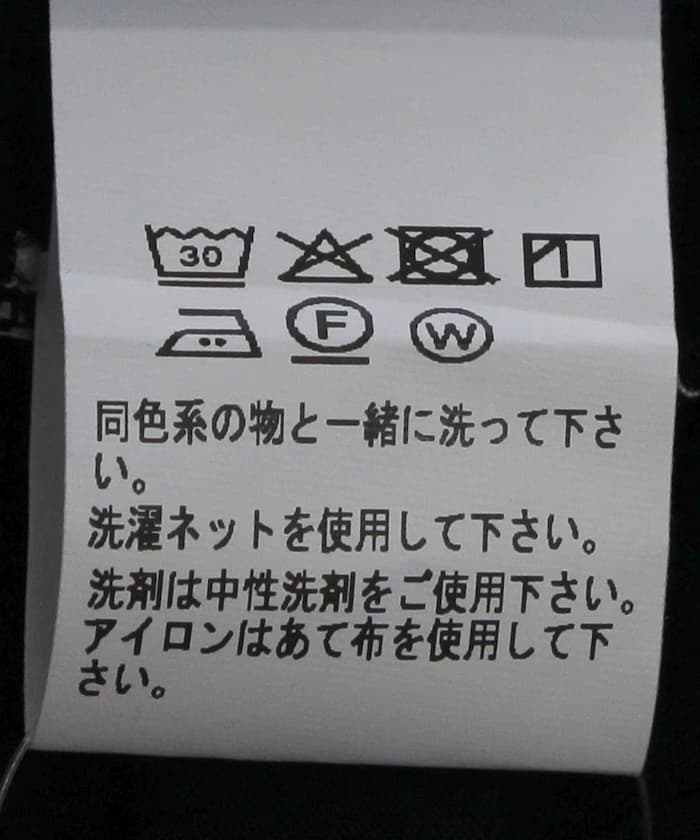 30
F W
同色系の物と一緒に洗って下さ
い。
洗濯ネットを使用して下さい。
洗剤は中性洗剤をご使用下さい。
アイロンはあて布を使用して下
さい。